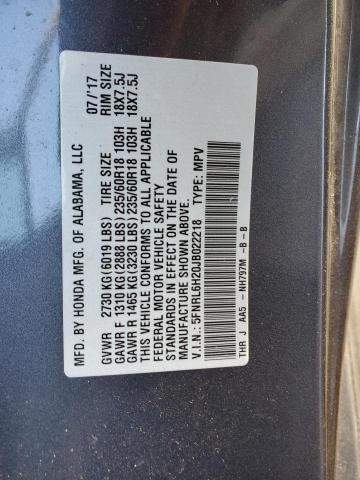 MFD. BY HONDA MFG. OF ALABAMA, LLC 07/'17
GVWR 2730 KG(6019 LBS) TIRE SIZE RIM SIZE
GAWR F 1310 KG(2888 LBS) 235/60R18 103H 18X7.5J
GAWR R 1465 KG(3230 LBS) 235/60R18 103H 18X7.5J
THIS VEHICLE CONFORMS TO ALL APPLICABLE
FEDERAL MOTOR VEHICLE SAFETY
STANDARDS IN EFFECT ON THE DATE OF
MANUFACTURE SHOWN ABOVE.
V.I.N.: 5FNRL6H20JB022218 TYPE: MPV
THR J AA5 -NH797M -B -B